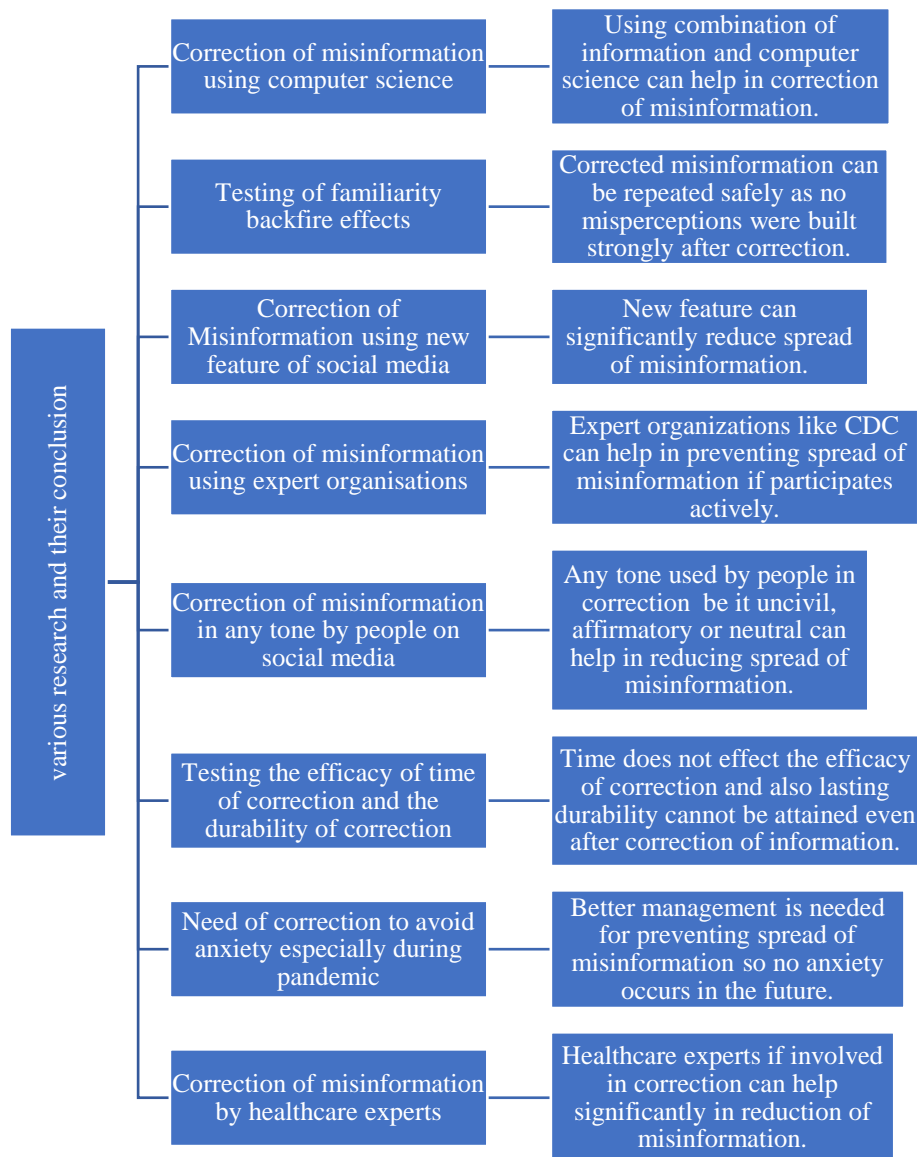 various research and their conclusion
Correction of misinformation
using computer science
Using combination of
information and computer
science can help in correction
of misinformation.
Testing of familiarity
backfire effects
Corrected misinformation can
be repeated safely as no
misperceptions were built
strongly after correction.
Correction of
Misinformation using new
feature of social media
New feature can
significantly reduce spread
of misinformation.
Correction of misinformation
using expert organisations
Expert organizations like CDC
can help in preventing spread of
misinformation if participates
actively.
Correction of misinformation
in any tone by people on
social media
Any tone used by people in
correction be it uncivil,
affirmatory or neutral can
help in reducing spread of
misinformation.
Testing the efficacy of time
of correction and the
durability of correction
Time does not effect the efficacy
of correction and also lasting
durability cannot be attained even
after correction of information.
Need of correction to avoid
anxiety especially during
pandemic
Better management is needed
for preventing spread of
misinformation so no anxiety
occurs in the future.
Correction of misinformation
by healthcare experts
Healthcare experts if involved
in correction can help
significantly in reduction of
misinformation.